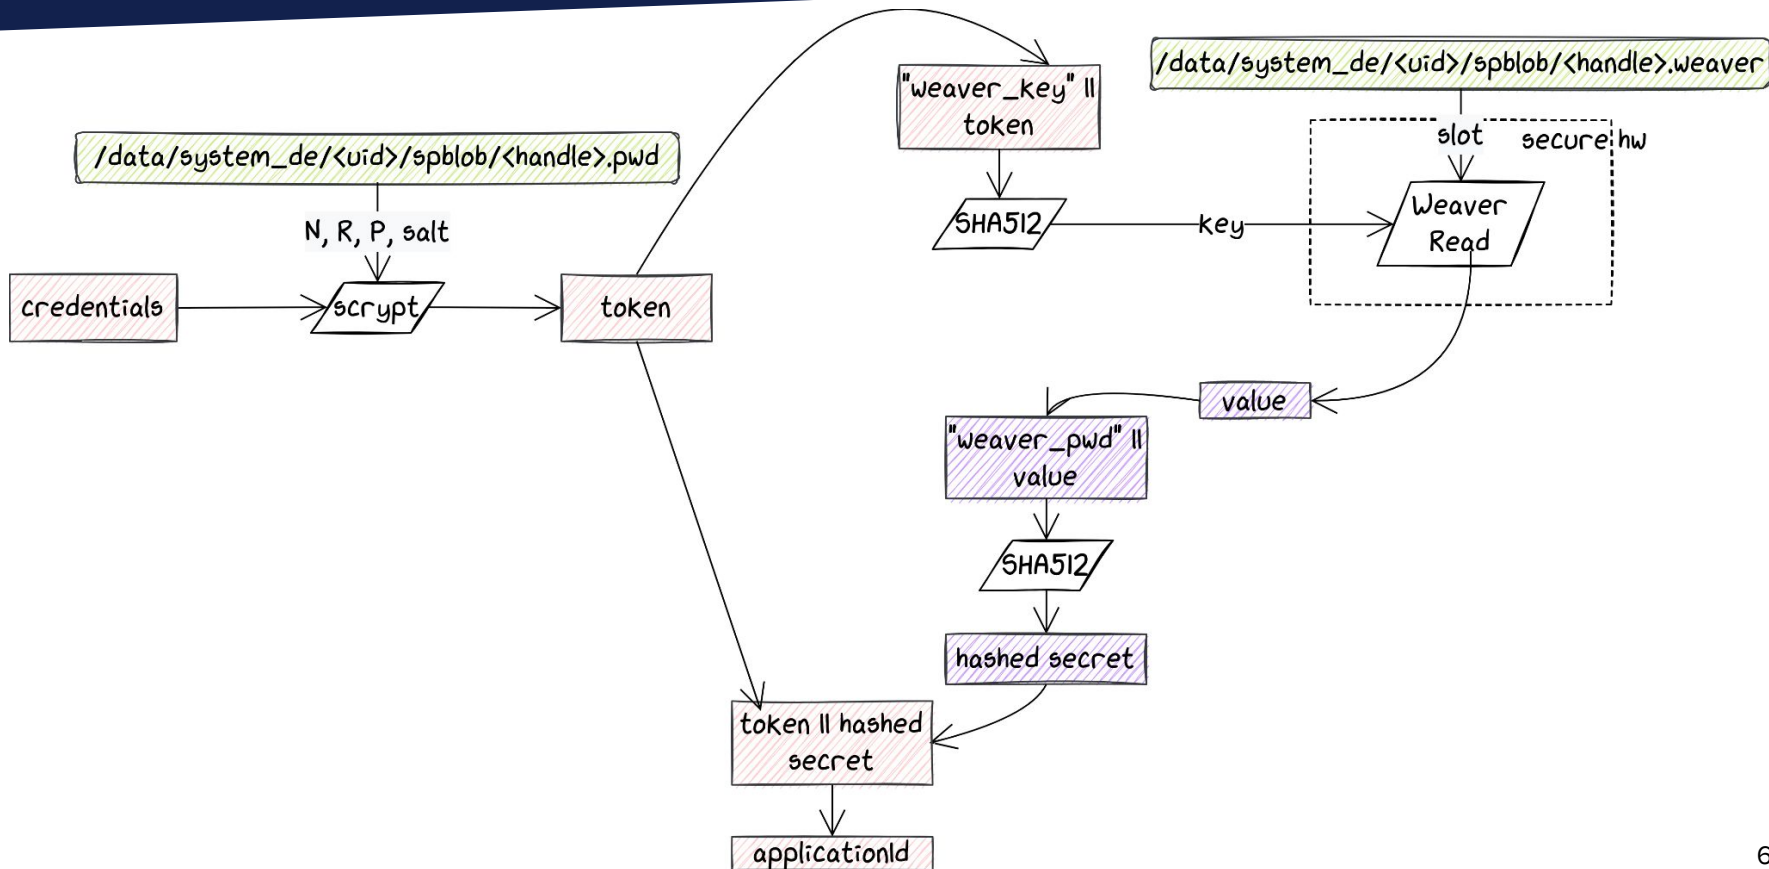 "weaver_key" ||
token
/data/system_de/<uid>/spblob/<handle>.weaver
slot
secure hw
/data/system_de/<uid>/spblob/<handle>.pwd
N, R, P, salt
SHA512
key
Weaver
Read
credentials
scrypt
token
value
"weaver_pwd" ||
value
SHA512
hashed secret
token || hashed
secret
applicationId
6